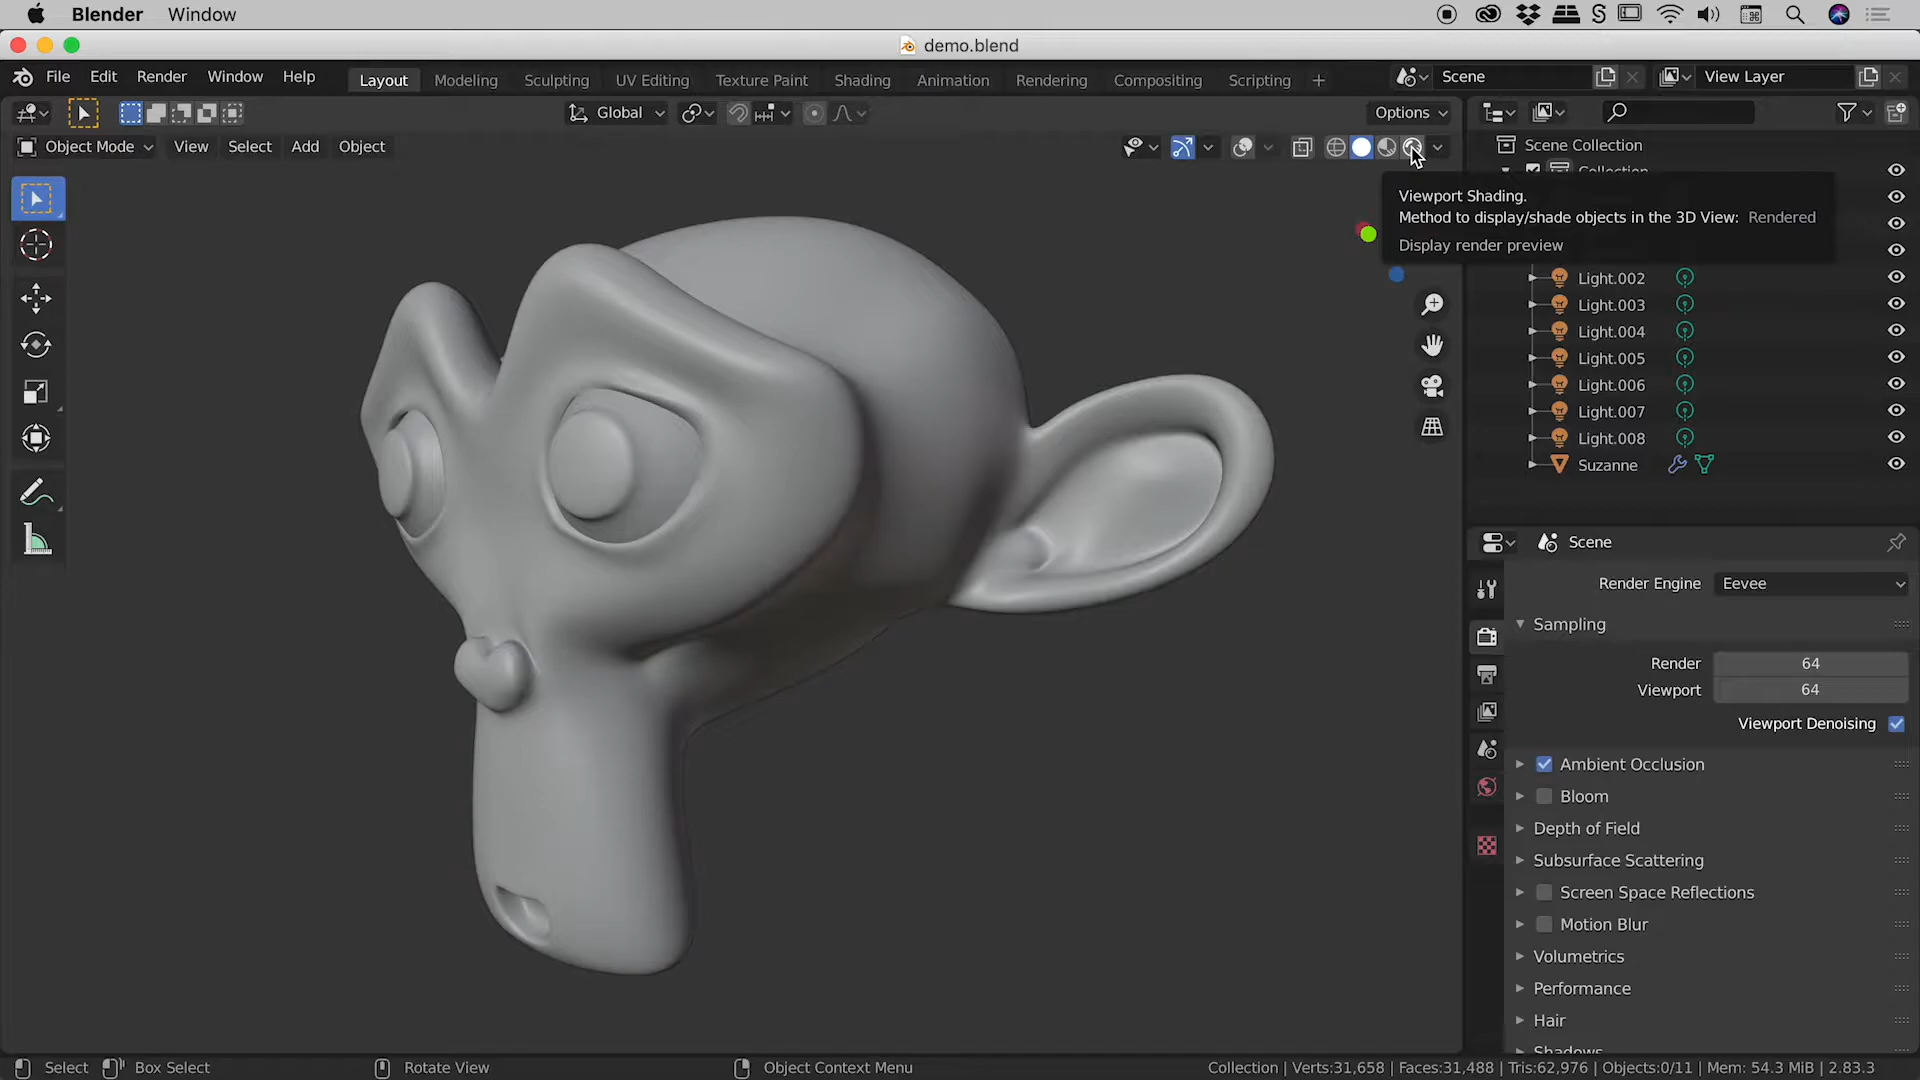 Blender Window
demo.blend
File Edit Render Window Help Layout Modeling Sculpting UV Editing Texture Paint Shading Animation Rendering Compositing Scripting + Scene View Layer
Global Options
Object Mode View Select Add Object
Scene Collection
Collection
Viewport Shading.
Method to display/shade objects in the 3D View: Rendered
Display render preview
Light.002
Light.003
Light.004
Light.005
Light.006
Light.007
Light.008
Suzanne
Scene
Render Engine Eevee
Sampling
Render 64
Viewport 64
Viewport Denoising
Ambient Occlusion
Bloom
Depth of Field
Subsurface Scattering
Screen Space Reflections
Motion Blur
Volumetrics
Performance
Hair
Shadows
Select Box Select Rotate View Object Context Menu Collection | Verts:31,658 | Faces:31,488 | Tris:62,976 | Objects:0/11 | Mem: 54.3 MiB | 2.83.3